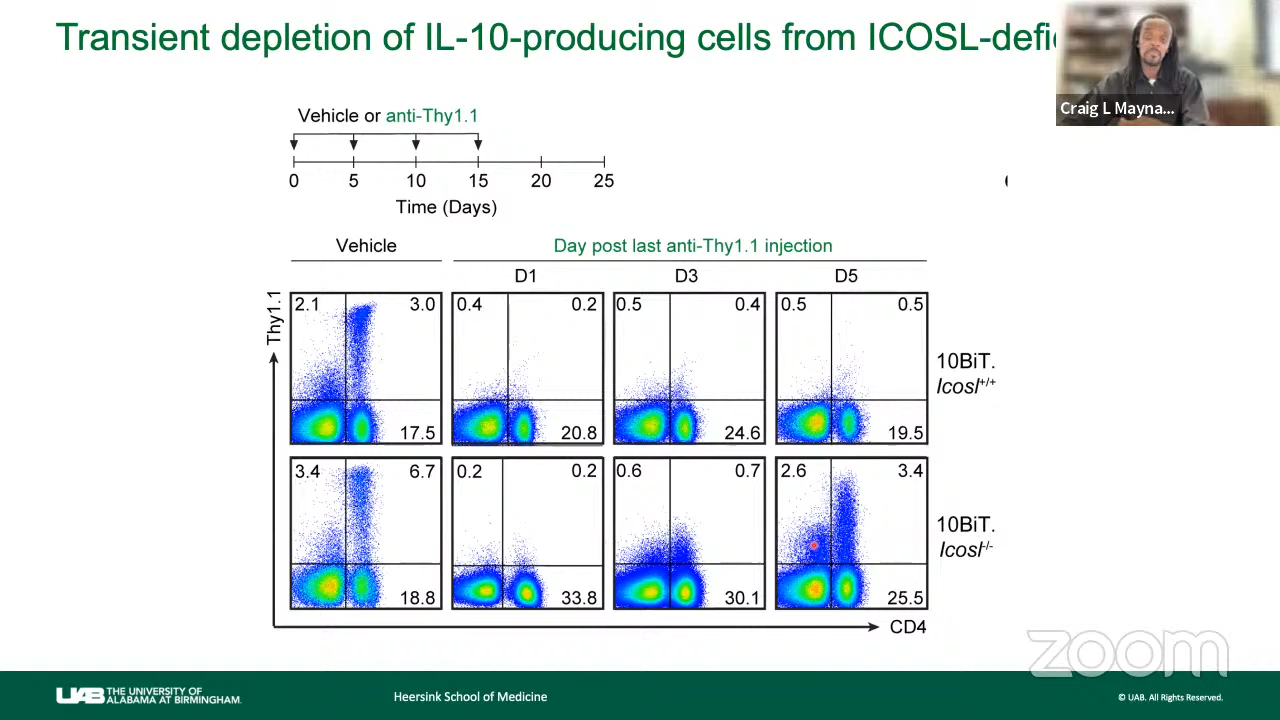 Transient depletion of IL-10-producing cells from ICOSL-defi
Craig L Mayna...
Vehicle or anti-Thy1.1
0 5 10 15 20 25
Time (Days)
Vehicle
Day post last anti-Thy1.1 injection
D1 D3 D5
Thy1.1
2.1 3.0 0.4 0.2 0.5 0.4 0.5 0.5
10BiT.
Icosl+/+
17.5 20.8 24.6 19.5
3.4 6.7 0.2 0.2 0.6 0.7 2.6 3.4
10BiT.
Icosl-/-
18.8 33.8 30.1 25.5
CD4
zoom
UAB THE UNIVERSITY OF
ALABAMA AT BIRMINGHAM.
Heersink School of Medicine
© UAB. All Rights Reserved.